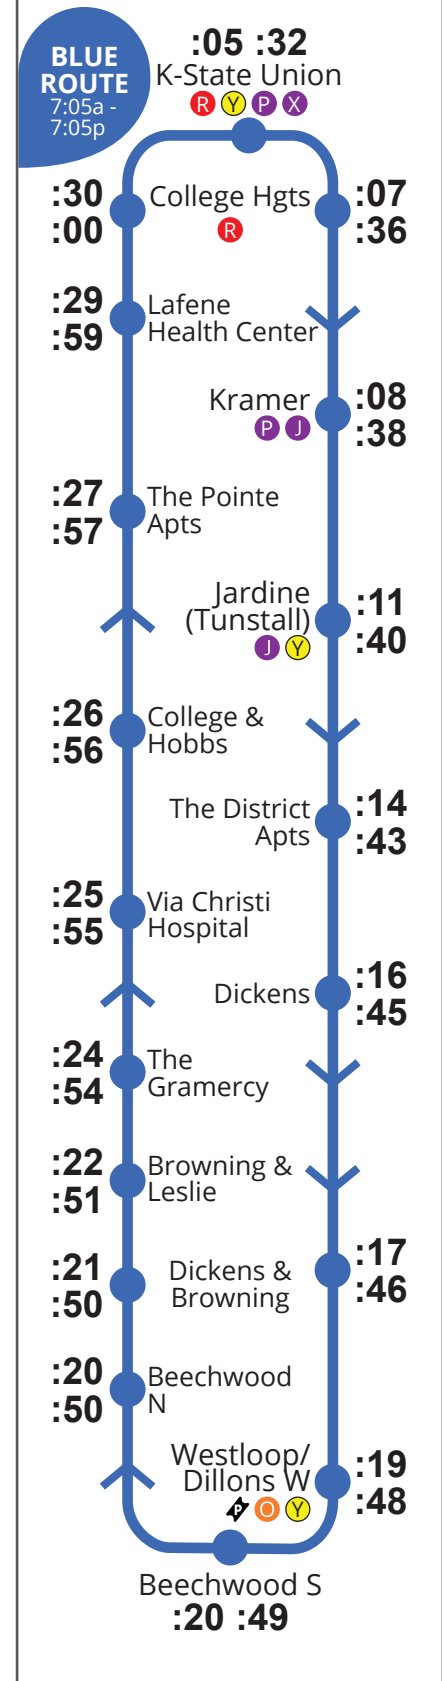 BLUE
ROUTE
7:05a -
7:05p
:05 :32
K-State Union
R Y P X
:30
:00
College Hgts
R
:07
:36
:29
:59
Lafene
Health Center
Kramer
P J
:08
:38
:27
:57
The Pointe
Apts
Jardine
(Tunstall)
J Y
:11
:40
:26
:56
College &
Hobbs
The District
Apts
:14
:43
:25
:55
Via Christi
Hospital
Dickens
:16
:45
:24
:54
The
Gramercy
:22
:51
Browning &
Leslie
:21
:50
Dickens &
Browning
:17
:46
:20
:50
Beechwood
N
Westloop/
Dillons W
P O Y
:19
:48
Beechwood S
:20 :49